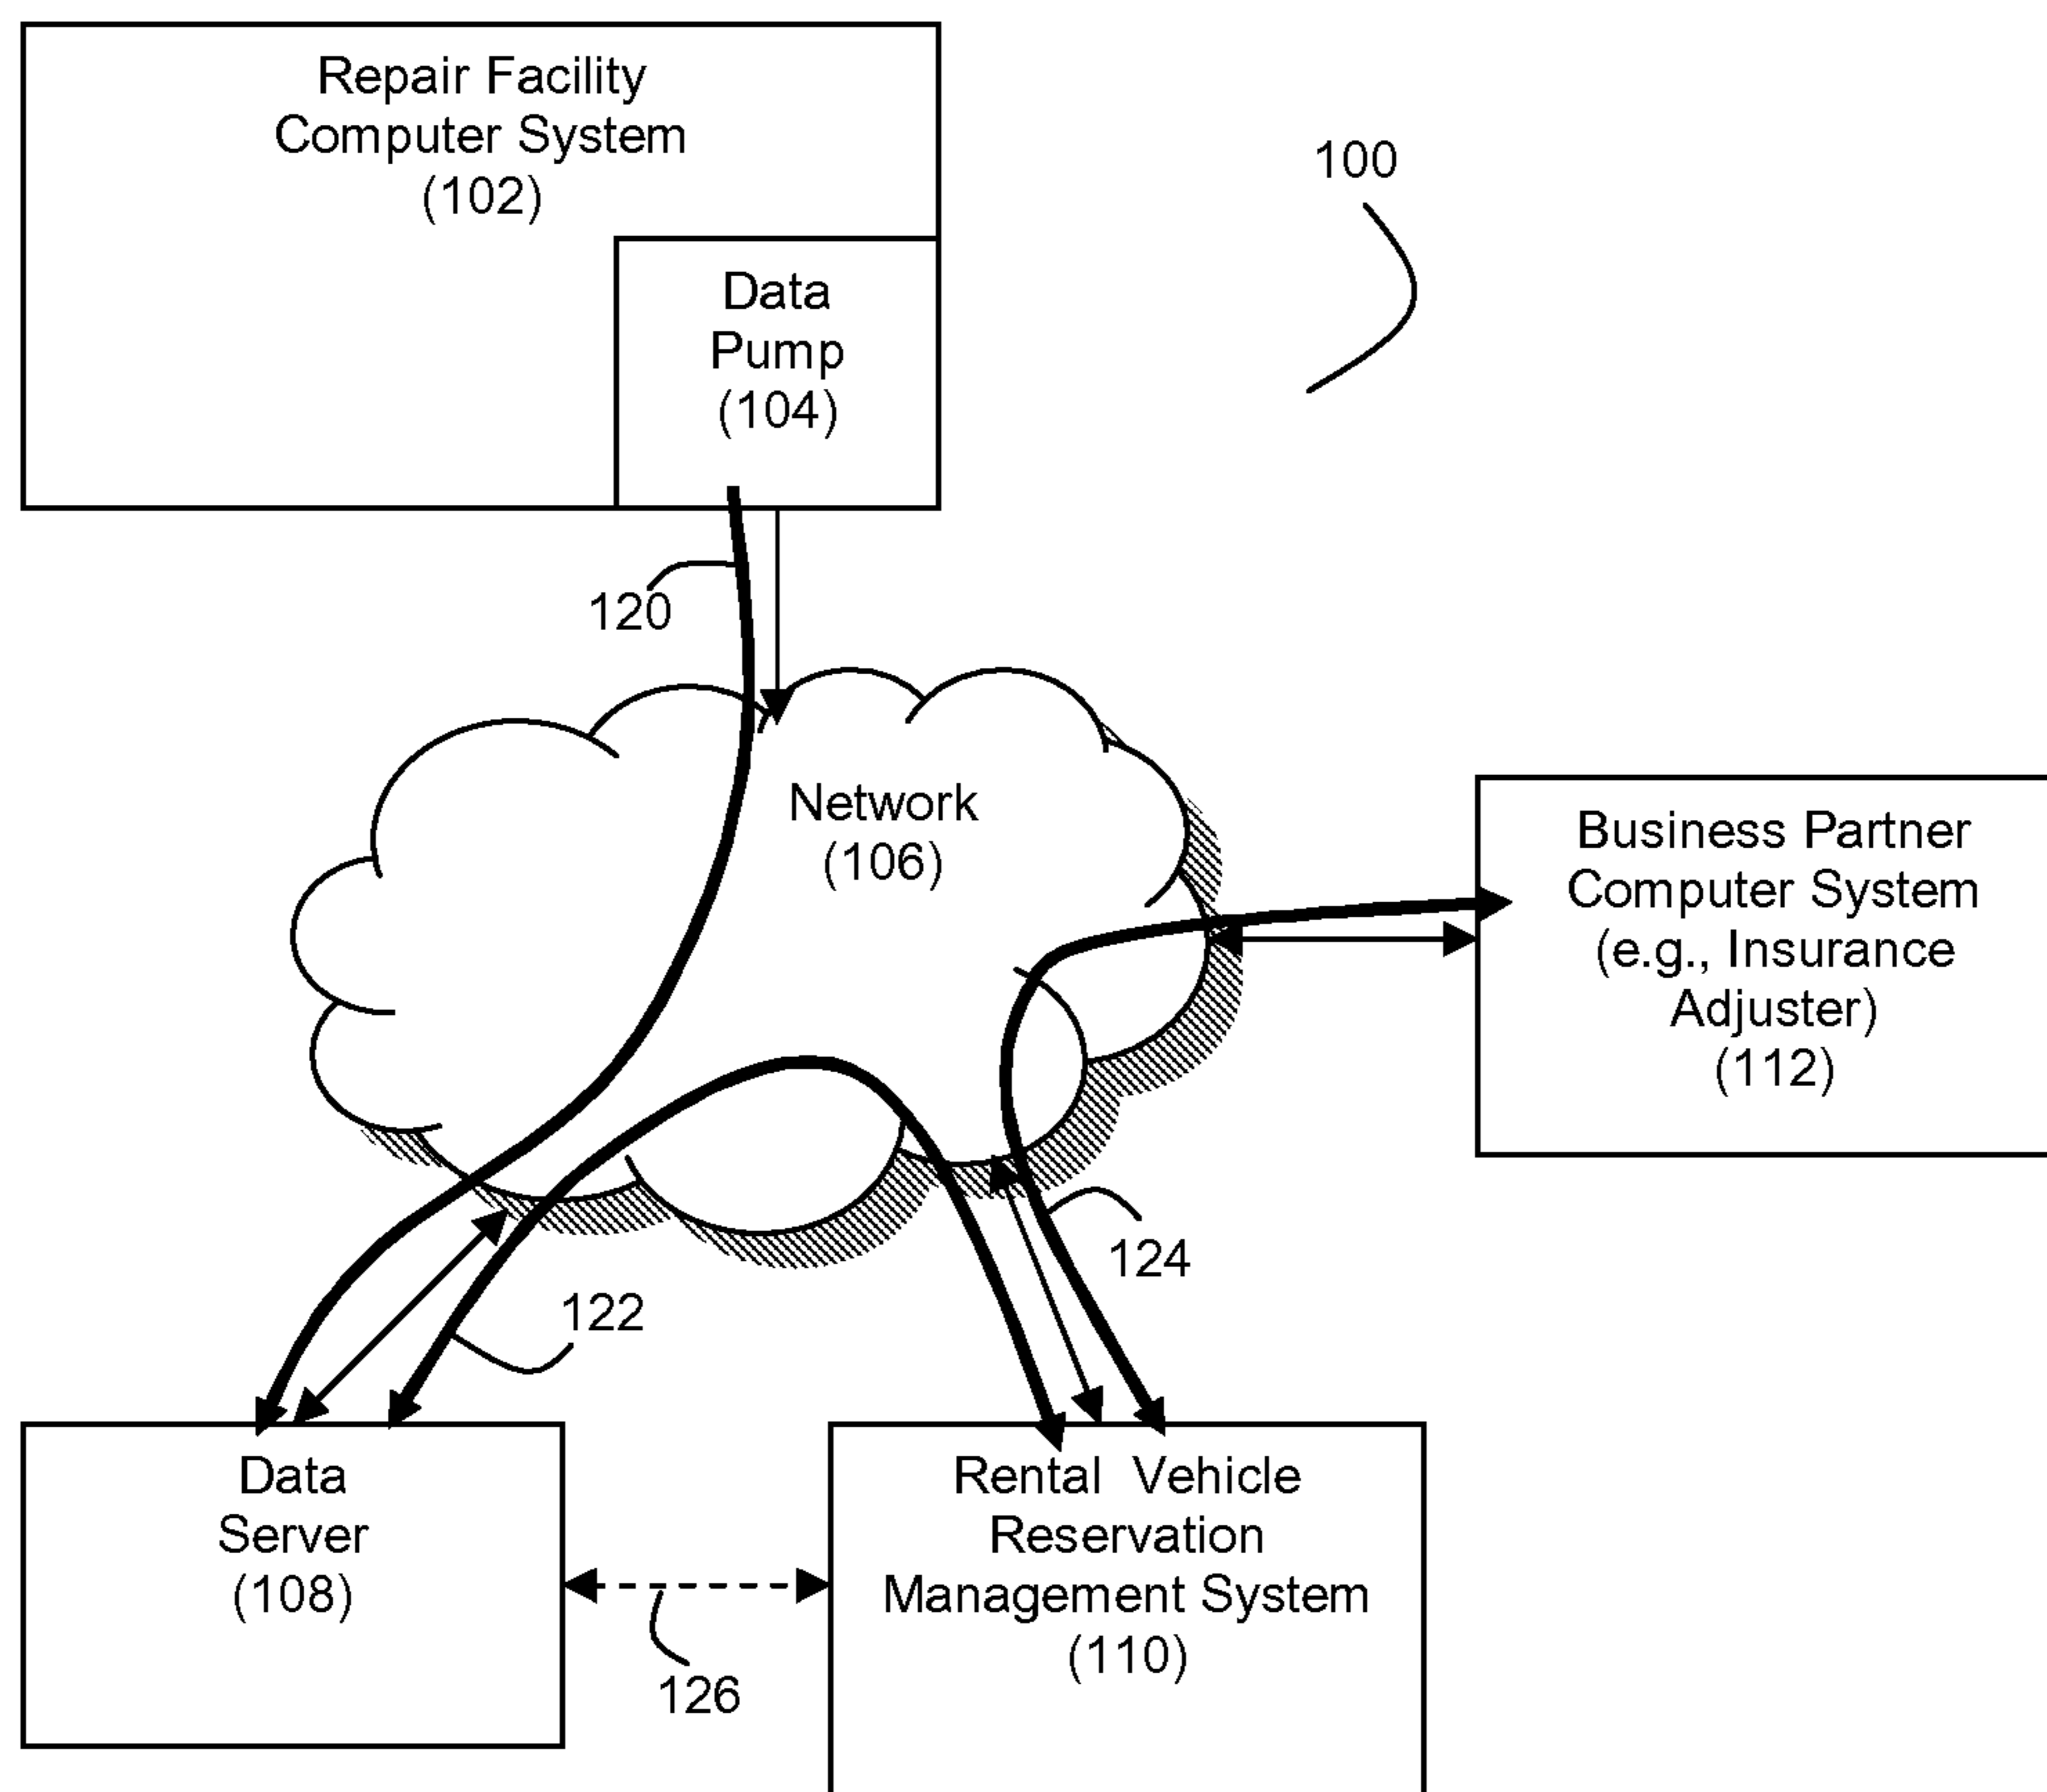 Repair Facility
Computer System
(102)
100
Data
Pump
(104)
120
Network
(106)
Business Partner
Computer System
(e.g., Insurance
Adjuster)
(112)
124
122
Data
Server
(108)
Rental Vehicle
Reservation
Management System
(110)
126